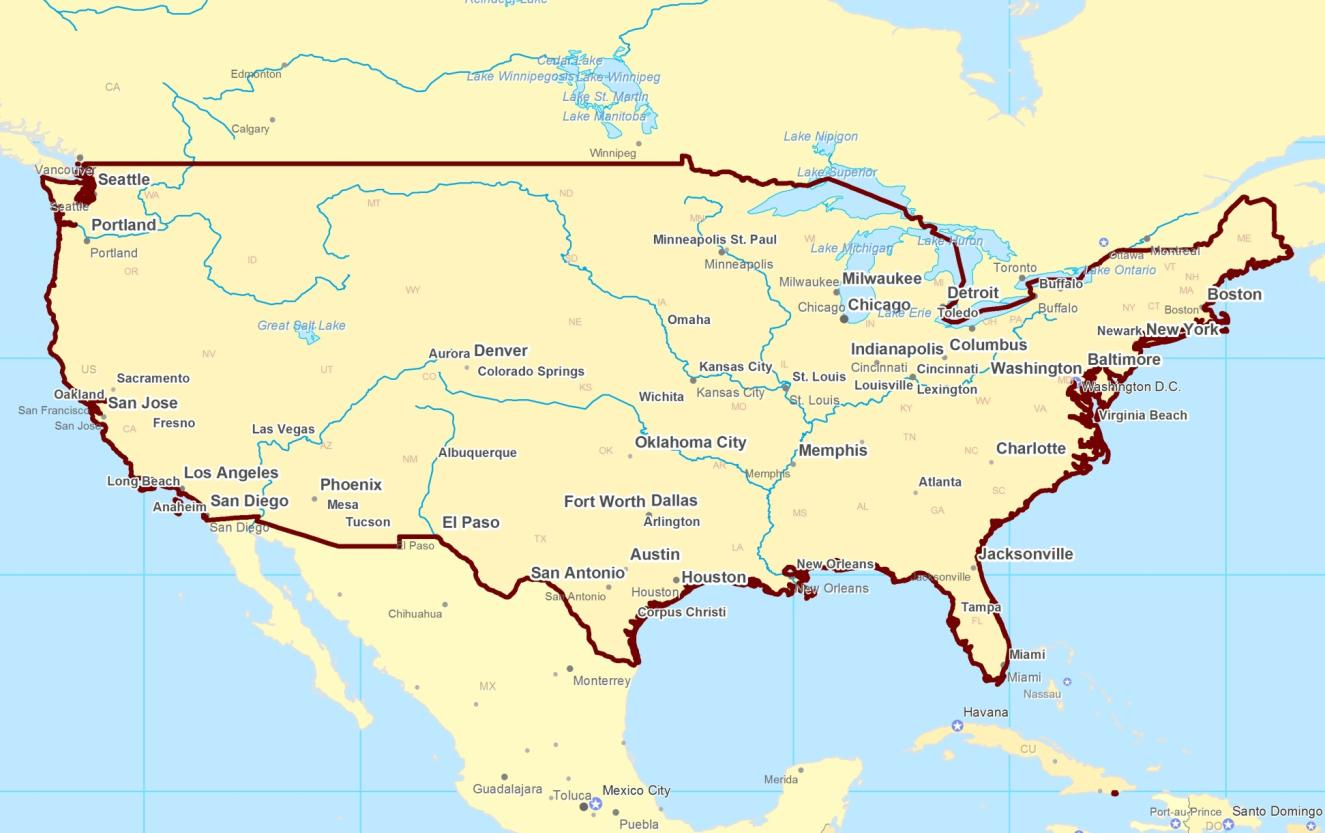 Reindeer Lake
Cedar Lake
Edmonton
Lake Winnipegosis
Lake Winnipeg
CA
Lake St. Martin
Lake Manitoba
Calgary
Lake Nipigon
Winnipeg
Vancouver
Lake Superior
Seattle
WA
ND
MT
Seattle
MN
Portland
ME
Minneapolis St. Paul
WI
Lake Huron
Lake Michigan
Portland
Ottawa
Montreal
OR
ID
SD
Minneapolis
Toronto
Lake Ontario
VT
NH
Milwaukee
Milwaukee
MI
Buffalo
MA
WY
Detroit
Boston
IA
Chicago
Chicago
Lake Erie
Toledo
Buffalo
NY
CT
Boston
NE
Omaha
IN
OH
PA
Great Salt Lake
Newark
New York
NV
Aurora
Denver
Indianapolis
Columbus
Baltimore
US
UT
CO
Colorado Springs
Kansas City
IL
Cincinnati
Cincinnati
Washington
Sacramento
KS
St. Louis
Louisville
Lexington
MD
Washington D.C.
Oakland
San Jose
Wichita
Kansas City
St. Louis
WV
San Francisco
MO
KY
VA
Virginia Beach
San Jose
CA
Fresno
Las Vegas
AZ
NM
Albuquerque
OK
Oklahoma City
TN
NC
Memphis
Charlotte
AR
Los Angeles
Memphis
Long Beach
Phoenix
Atlanta
SC
Anaheim
San Diego
Mesa
Fort Worth
Dallas
MS
AL
GA
San Diego
Tucson
El Paso
Arlington
TX
LA
El Paso
Austin
Jacksonville
San Antonio
Houston
New Orleans
Jacksonville
San Antonio
Houston
New Orleans
Chihuahua
Corpus Christi
Tampa
FL
Miami
Monterrey
Miami
MX
Nassau
Havana
CU
Merida
Guadalajara
Toluca
Mexico City
Puebla
Port-au-Prince
Santo Domingo
DO